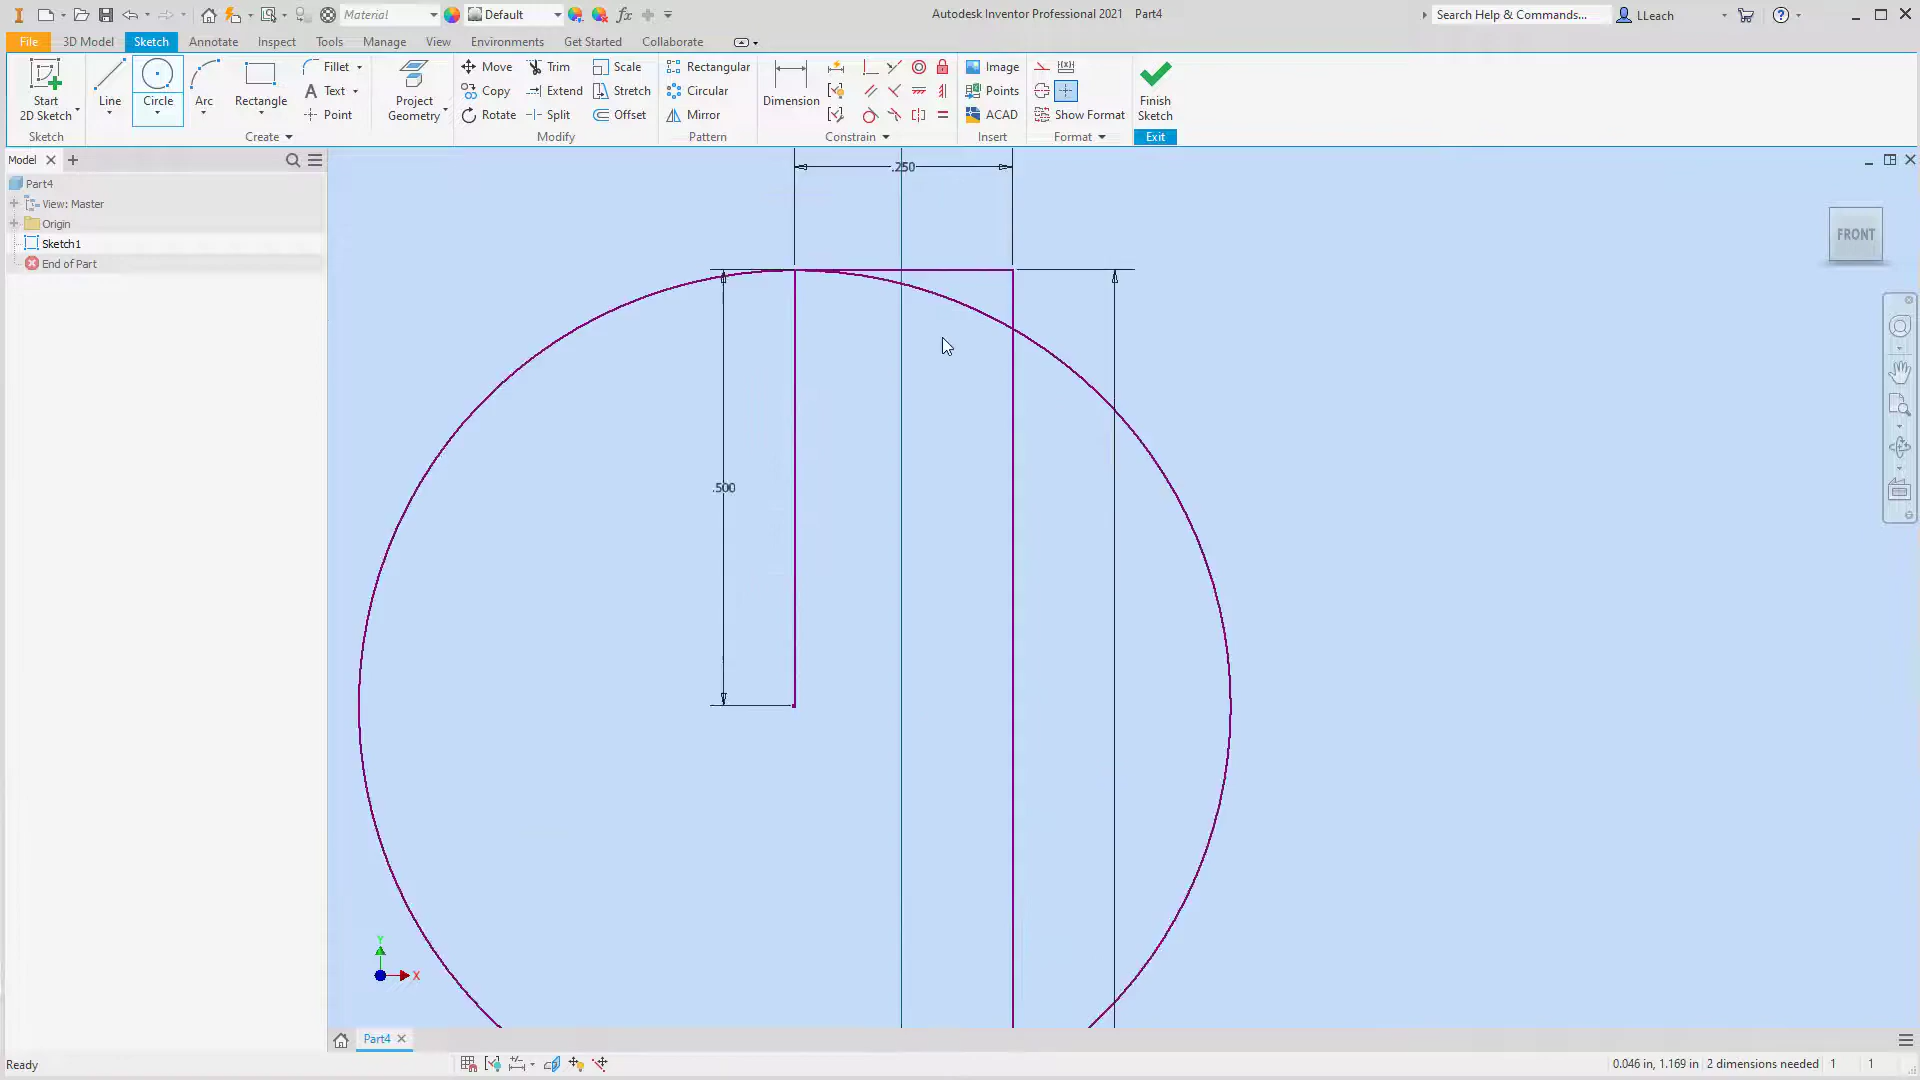 Material
Default
fx
Autodesk Inventor Professional 2021 Part4
Search Help & Commands...
LLeach
File
3D Model
Sketch
Annotate
Inspect
Tools
Manage
View
Environments
Get Started
Collaborate
Start
2D Sketch
Line
Circle
Arc
Rectangle
Fillet
Text
Point
Project
Geometry
Move
Copy
Rotate
Trim
Extend
Split
Scale
Stretch
Offset
Rectangular
Circular
Mirror
Dimension
Image
Points
ACAD
Show Format
Finish
Sketch
Sketch
Create
Modify
Pattern
Constrain
Insert
Format
Exit
Model
Part4
View: Master
Origin
Sketch1
End of Part
.250
.500
FRONT
Y
X
Part4
Ready
0.046 in, 1.169 in 2 dimensions needed 1 1